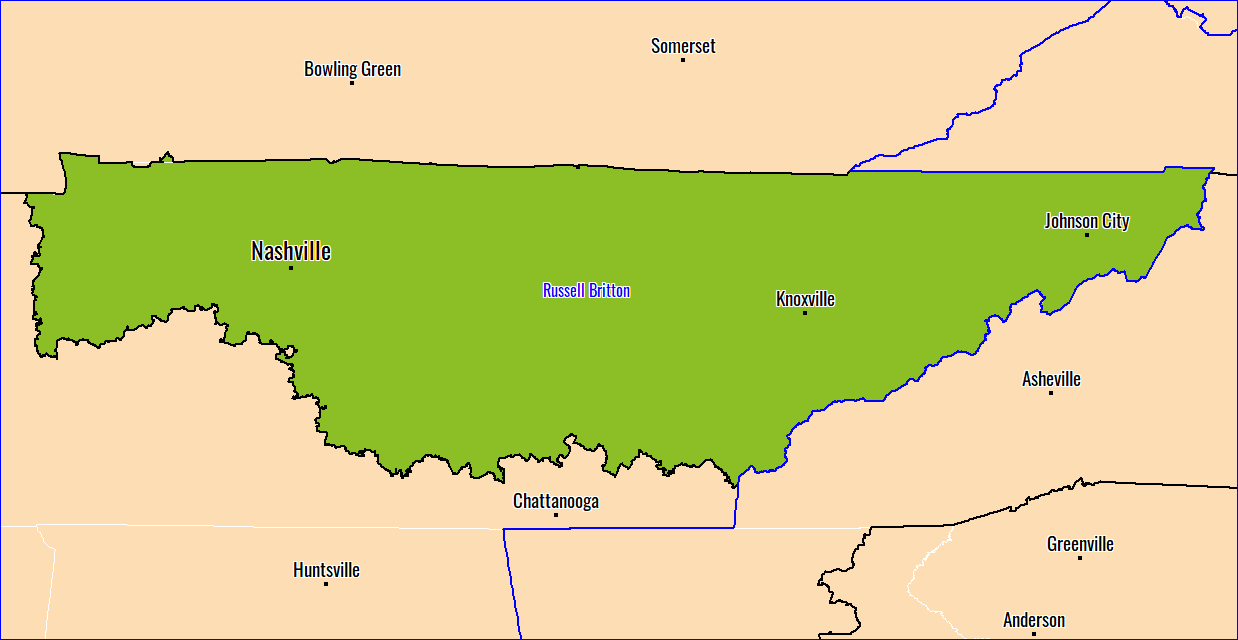 Somerset
Bowling Green
Johnson City
Nashville
Russell Britton
Knoxville
Asheville
Chattanooga
Greenville
Huntsville
Anderson